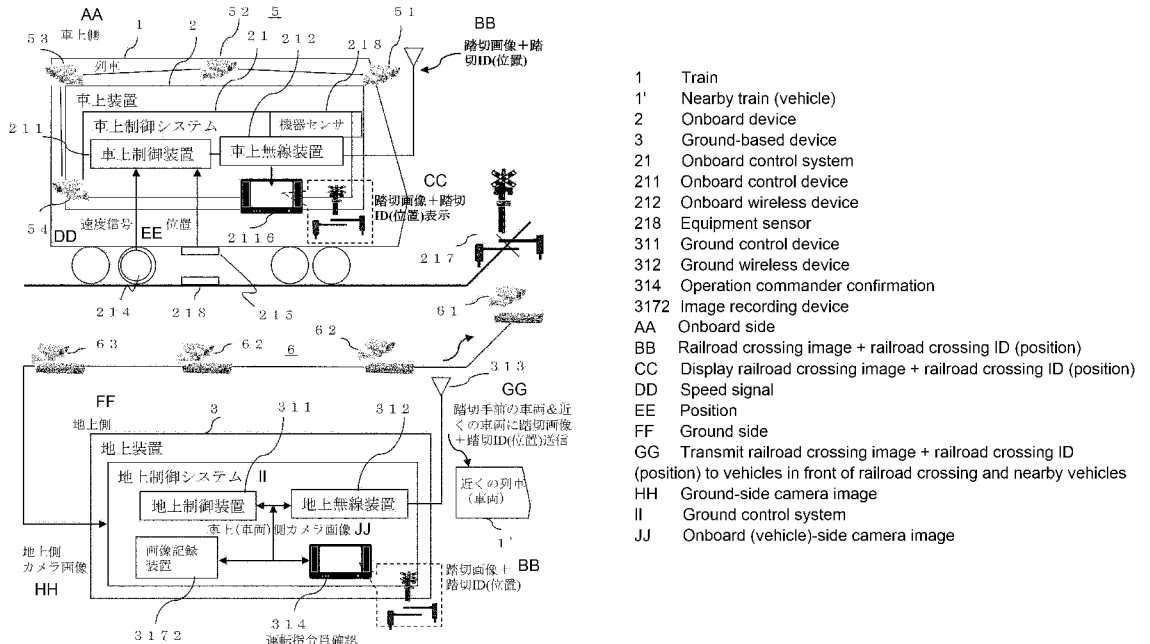 AA
車上側
1
2
5 2
5
2 1
2 1 2
2 1 8
5 1
BB
踏切画像+踏
切ID(位置)
5 3
列車
車上装置
車上制御システム
機器センサ
2 1 1
車上制御装置
車上無線装置
CC
踏切画像+踏切
ID(位置)表示
5 4
速度信号
位置
DD
EE
2 1 1 6
2 1 7
2 1 4
2 1 8
2 1 5
6 1
6 3
6 2
6
6 2
3 1 3
FF
地上側
3
3 1 1
3 1 2
GG
踏切手前の車両&近
くの車両に踏切画像
+踏切ID(位置)送信
地上装置
地上制御システム II
地上制御装置
地上無線装置
近くの列車
(車両)
1'
車上(車両)側カメラ画像 JJ
画像記録
装置
地上側
カメラ画像
HH
踏切画像+
踏切ID(位置)
BB
3 1 7 2
3 1 4
運転指令員確認
1 Train
1' Nearby train (vehicle)
2 Onboard device
3 Ground-based device
21 Onboard control system
211 Onboard control device
212 Onboard wireless device
218 Equipment sensor
311 Ground control device
312 Ground wireless device
314 Operation commander confirmation
3172 Image recording device
AA Onboard side
BB Railroad crossing image + railroad crossing ID (position)
CC Display railroad crossing image + railroad crossing ID (position)
DD Speed signal
EE Position
FF Ground side
GG Transmit railroad crossing image + railroad crossing ID
(position) to vehicles in front of railroad crossing and nearby vehicles
HH Ground-side camera image
II Ground control system
JJ Onboard (vehicle)-side camera image